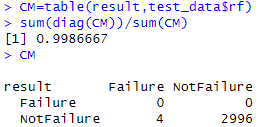 > CM=table(result,test_data$rf)
> sum(diag(CM))/sum(CM)
[1] 0.9986667
> CM
result Failure NotFailure
Failure 0 0
NotFailure 4 2996